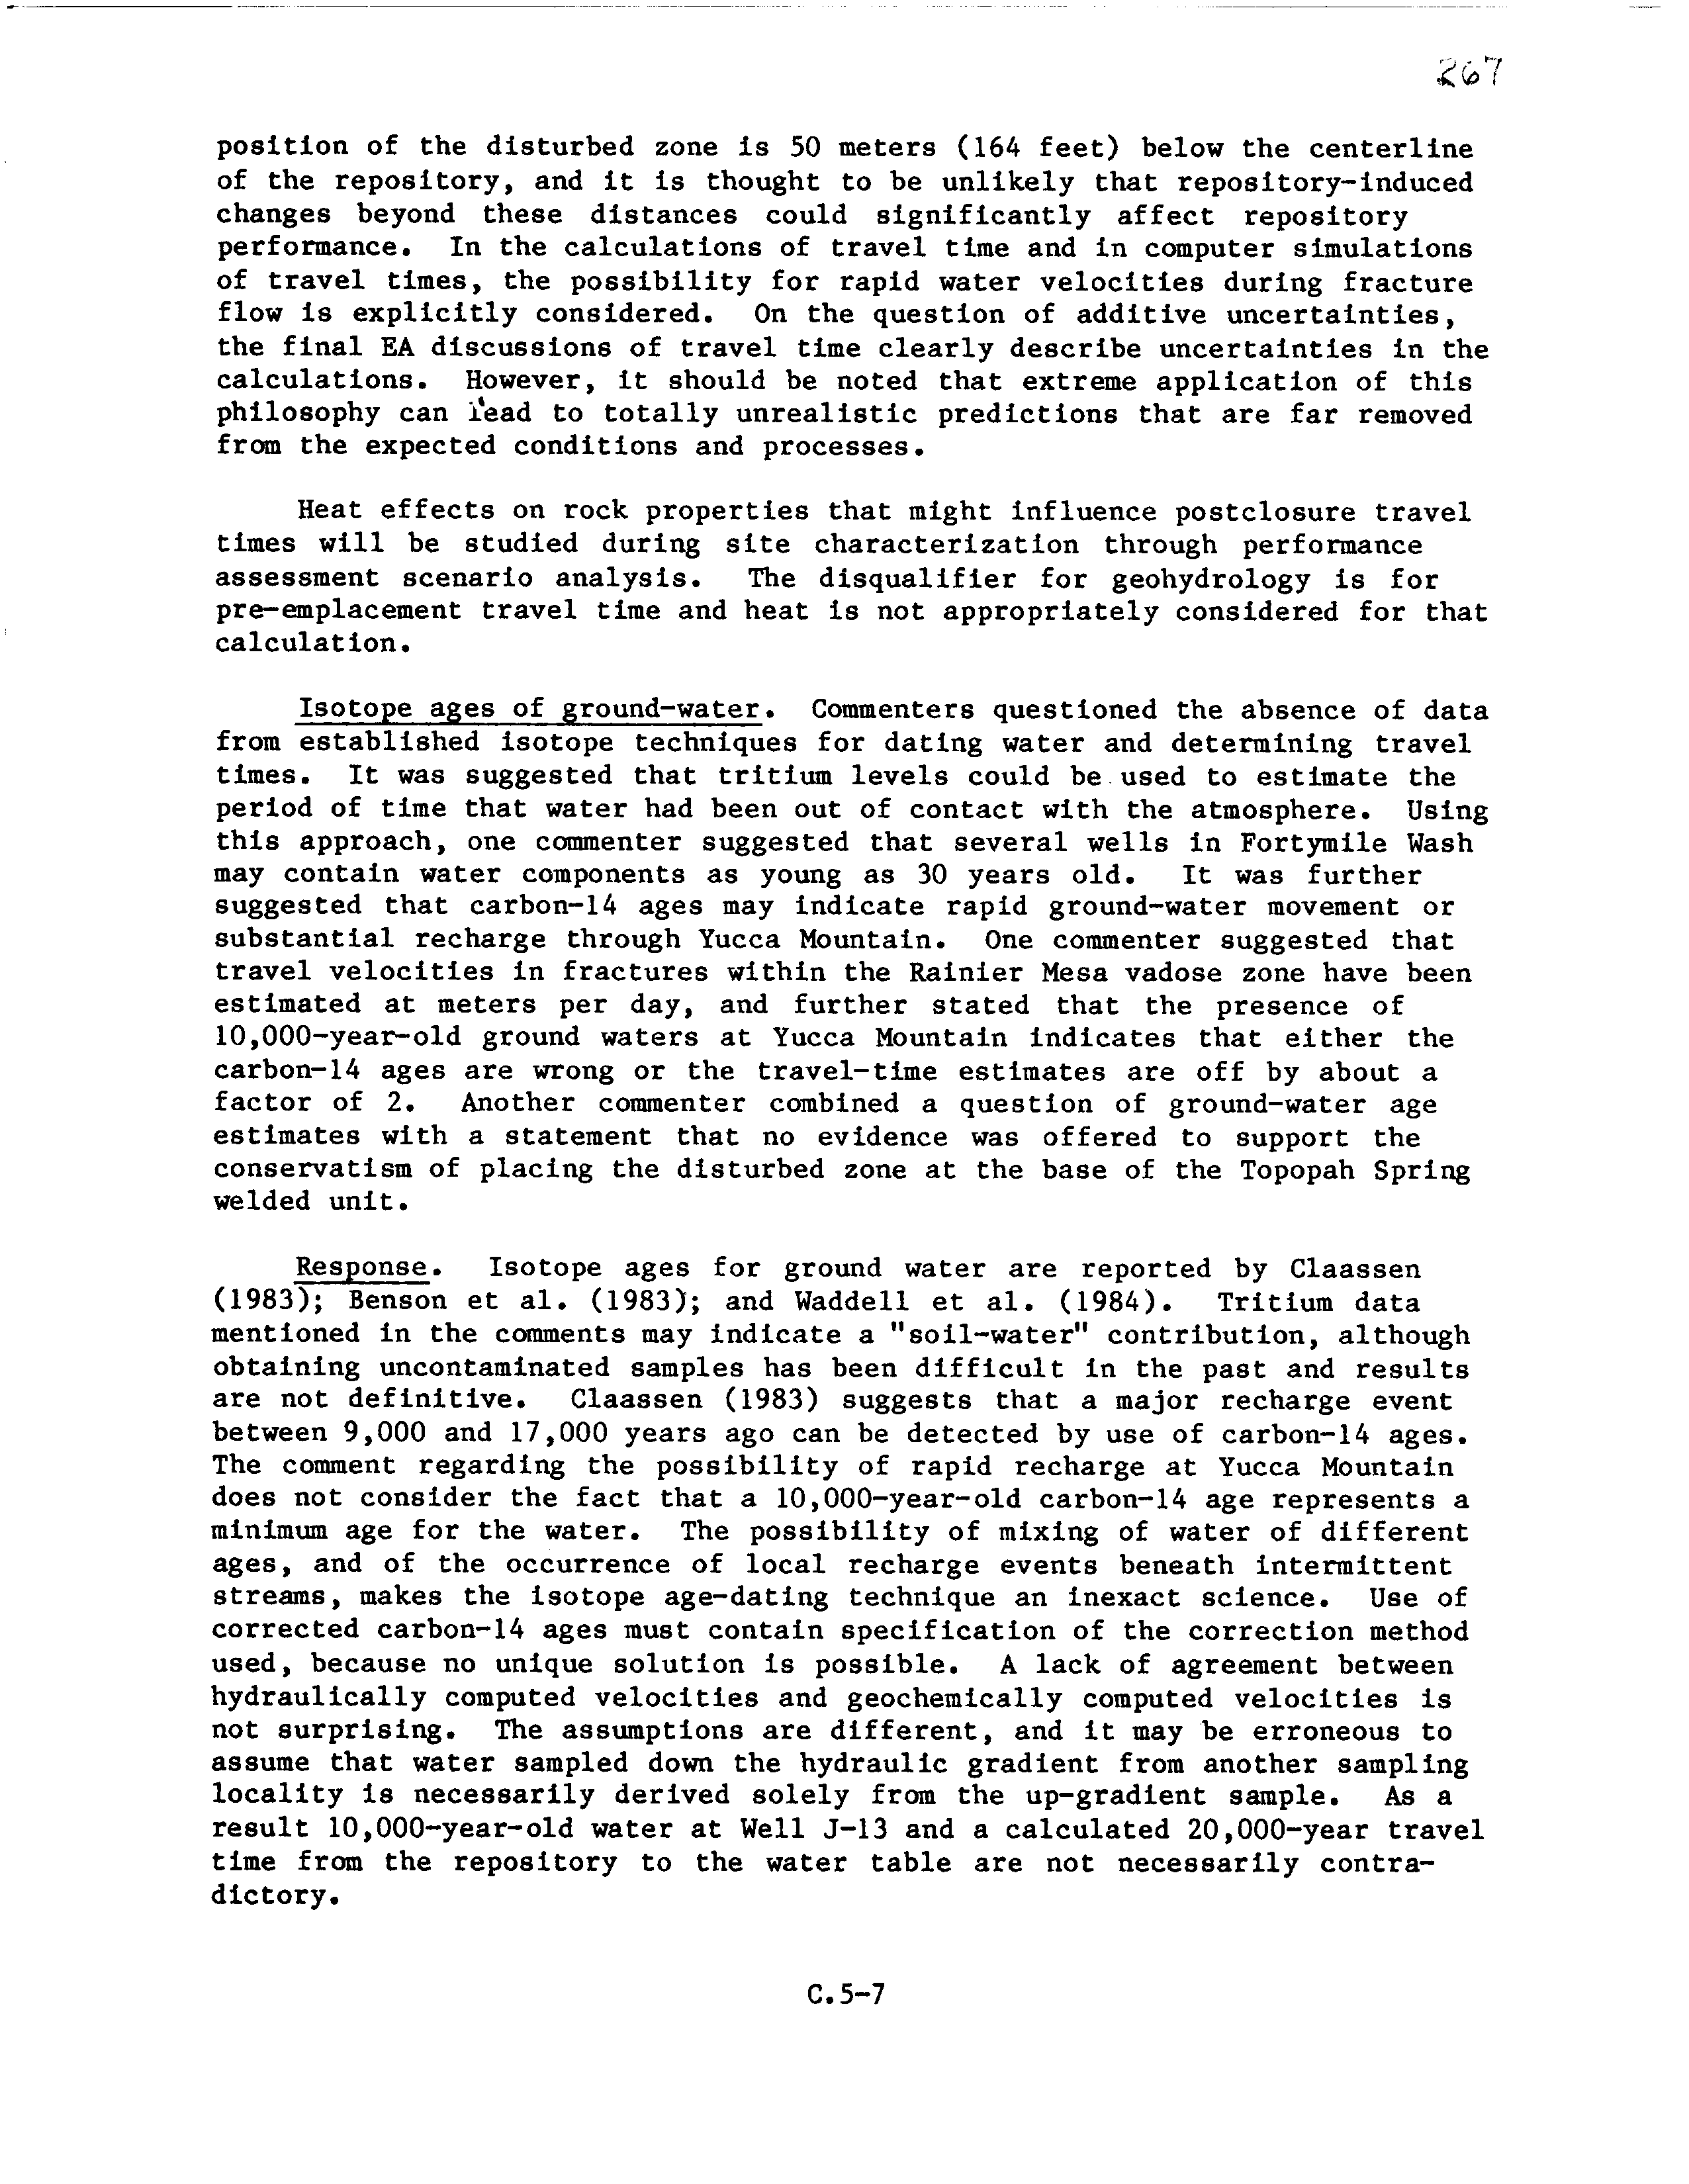 267
position of the disturbed zone is 50 meters (164 feet) below the centerline
of the repository, and it is thought to be unlikely that repository-induced
changes beyond these distances could significantly affect repository
performance. In the calculations of travel time and in computer simulations
of travel times, the possibility for rapid water velocities during fracture
flow is explicitly considered. On the question of additive uncertainties,
the final EA discussions of travel time clearly describe uncertainties in the
calculations. However, it should be noted that extreme application of this
philosophy can lead to totally unrealistic predictions that are far removed
from the expected conditions and processes.
Heat effects on rock properties that might influence postclosure travel
times will be studied during site characterization through performance
assessment scenario analysis. The disqualifier for geohydrology is for
pre-emplacement travel time and heat is not appropriately considered for that
calculation.
Isotope ages of ground-water. Commenters questioned the absence of data
from established isotope techniques for dating water and determining travel
times. It was suggested that tritium levels could be used to estimate the
period of time that water had been out of contact with the atmosphere. Using
this approach, one commenter suggested that several wells in Fortymile Wash
may contain water components as young as 30 years old. It was further
suggested that carbon-14 ages may indicate rapid ground-water movement or
substantial recharge through Yucca Mountain. One commenter suggested that
travel velocities in fractures within the Rainier Mesa vadose zone have been
estimated at meters per day, and further stated that the presence of
10,000-year-old ground waters at Yucca Mountain indicates that either the
carbon-14 ages are wrong or the travel-time estimates are off by about a
factor of 2. Another commenter combined a question of ground-water age
estimates with a statement that no evidence was offered to support the
conservatism of placing the disturbed zone at the base of the Topopah Spring
welded unit.
Response. Isotope ages for ground water are reported by Claassen
(1983); Benson et al. (1983); and Waddell et al. (1984). Tritium data
mentioned in the comments may indicate a "soil-water" contribution, although
obtaining uncontaminated samples has been difficult in the past and results
are not definitive. Claassen (1983) suggests that a major recharge event
between 9,000 and 17,000 years ago can be detected by use of carbon-14 ages.
The comment regarding the possibility of rapid recharge at Yucca Mountain
does not consider the fact that a 10,000-year-old carbon-14 age represents a
minimum age for the water. The possibility of mixing of water of different
ages, and of the occurrence of local recharge events beneath intermittent
streams, makes the isotope age-dating technique an inexact science. Use of
corrected carbon-14 ages must contain specification of the correction method
used, because no unique solution is possible. A lack of agreement between
hydraulically computed velocities and geochemically computed velocities is
not surprising. The assumptions are different, and it may be erroneous to
assume that water sampled down the hydraulic gradient from another sampling
locality is necessarily derived solely from the up-gradient sample. As a
result 10,000-year-old water at Well J-13 and a calculated 20,000-year travel
time from the repository to the water table are not necessarily contra-
dictory.
C.5-7